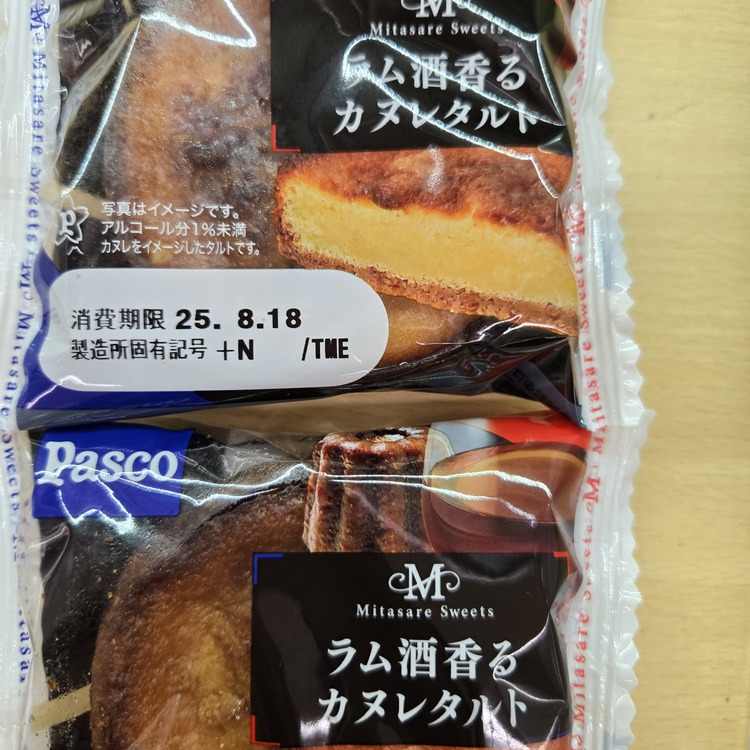 M
Mitasare Sweets
ラム酒香る
カヌレタルト
写真はイメージです。
アルコール分1%未満
カヌレをイメージしたタルトです。
消費期限 25. 8.18
製造所固有記号 +N /TME
Mitasare Sweets
Mitasare Sweets
Pasco
M
Mitasare Sweets
ラム酒香る
カヌレタルト